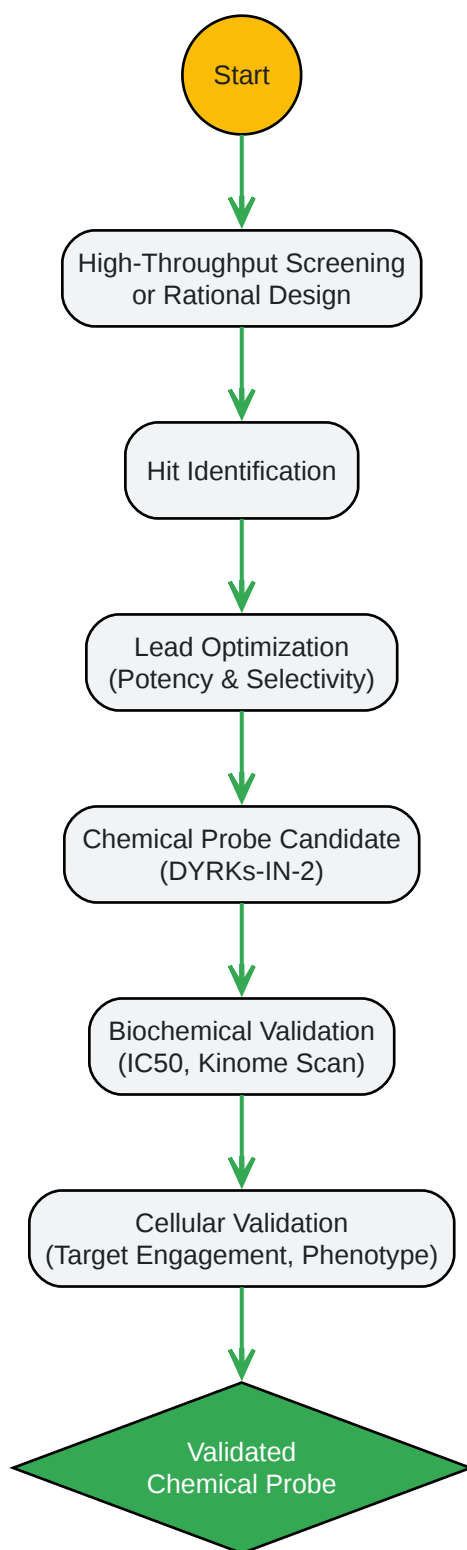 Start
High-Throughput Screening
or Rational Design
Hit Identification
Lead Optimization
(Potency & Selectivity)
Chemical Probe Candidate
(DYRKs-IN-2)
Biochemical Validation
(IC50, Kinome Scan)
Cellular Validation
(Target Engagement, Phenotype)
Validated
Chemical Probe